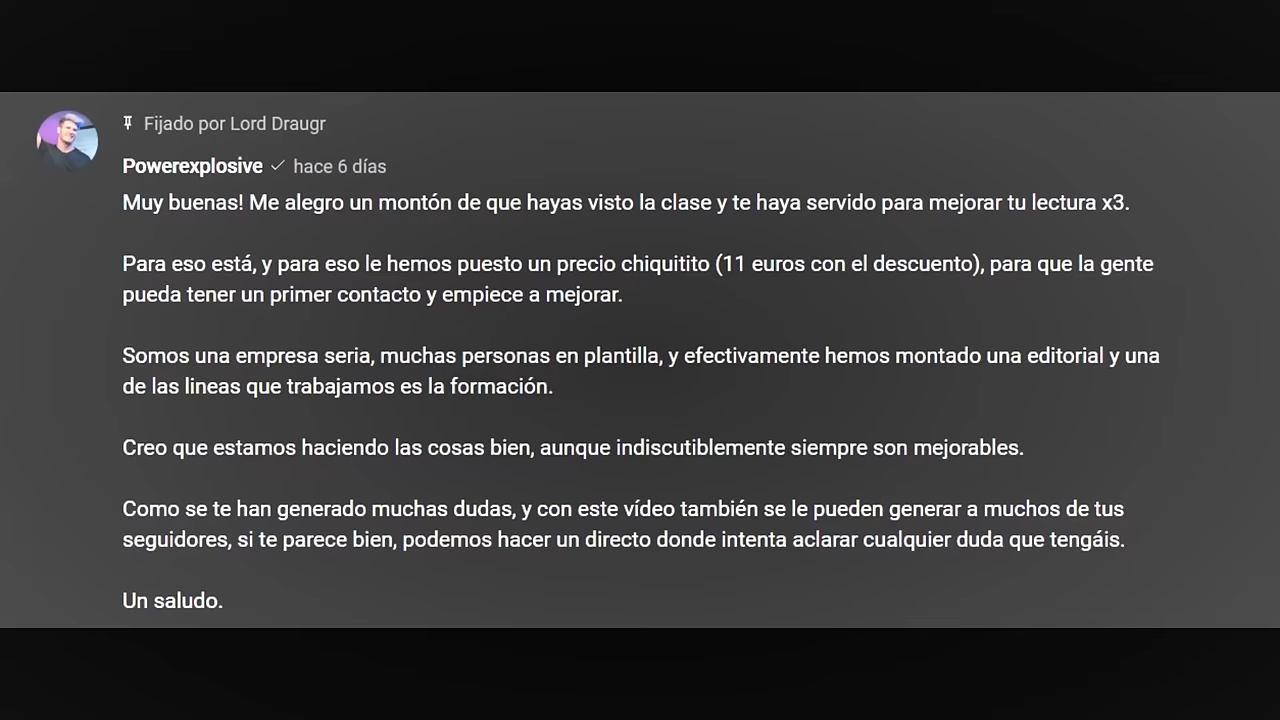 Fijado por Lord Draugr
Powerexplosive ✓ hace 6 días
Muy buenas! Me alegro un montón de que hayas visto la clase y te haya servido para mejorar tu lectura x3.
Para eso está, y para eso le hemos puesto un precio chiquitito (11 euros con el descuento), para que la gente
pueda tener un primer contacto y empiece a mejorar.
Somos una empresa seria, muchas personas en plantilla, y efectivamente hemos montado una editorial y una
de las lineas que trabajamos es la formación.
Creo que estamos haciendo las cosas bien, aunque indiscutiblemente siempre son mejorables.
Como se te han generado muchas dudas, y con este vídeo también se le pueden generar a muchos de tus
seguidores, si te parece bien, podemos hacer un directo donde intenta aclarar cualquier duda que tengáis.
Un saludo.